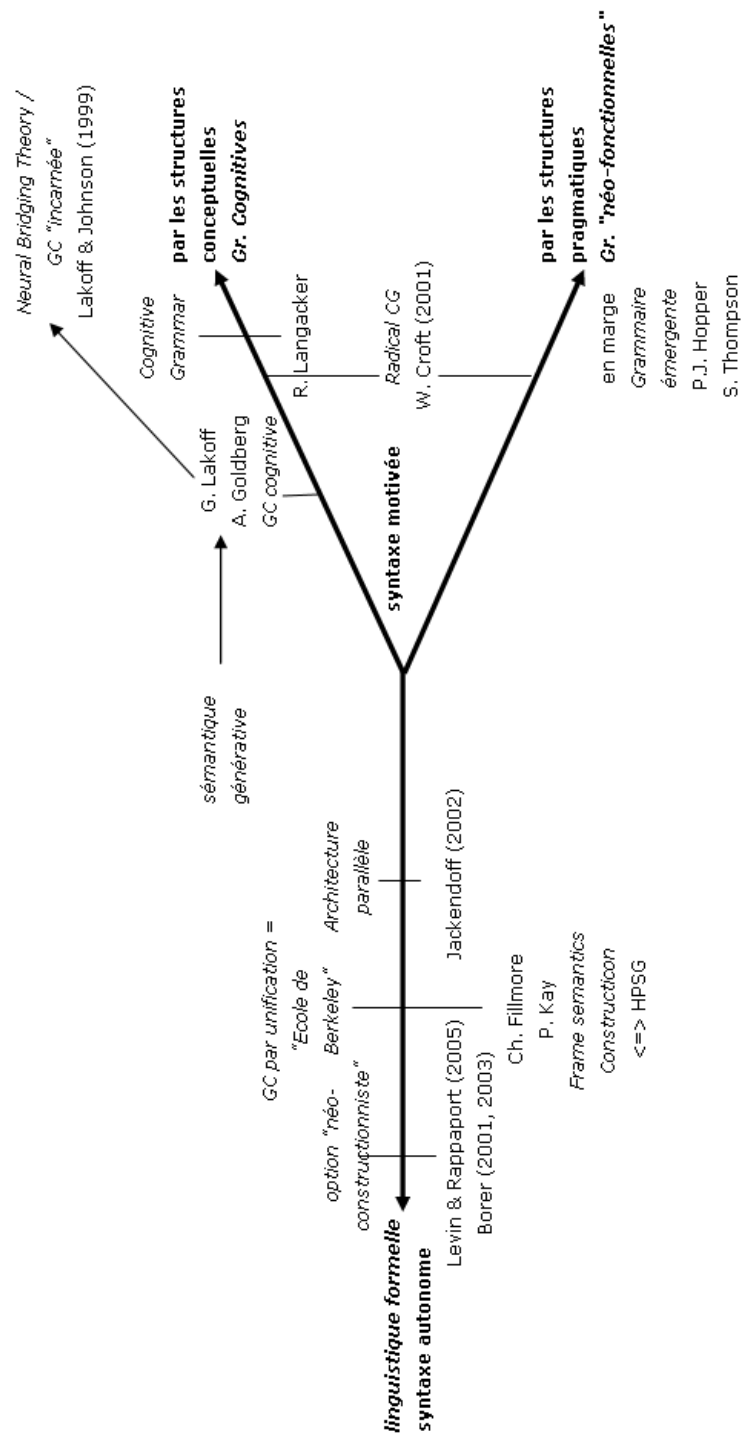 linguistique formelle
syntaxe autonome
option "néo-
constructionniste"
Levin & Rappaport (2005)
Borer (2001, 2003)
GC par unification =
"Ecole de
Berkeley"
Ch. Fillmore
P. Kay
Frame semantics
Constructicon
<=> HPSG
Architecture
parallèle
Jackendoff (2002)
sémantique
générative
G. Lakoff
A. Goldberg
GC cognitive
syntaxe motivée
Neural Bridging Theory /
GC "incarnée"
Lakoff & Johnson (1999)
Cognitive
Grammar
R. Langacker
Radical CG
W. Croft (2001)
par les structures
conceptuelles
Gr. Cognitives
par les structures
pragmatiques
Gr. "néo-fonctionnelles"
en marge
Grammaire
émergente
P.J. Hopper
S. Thompson